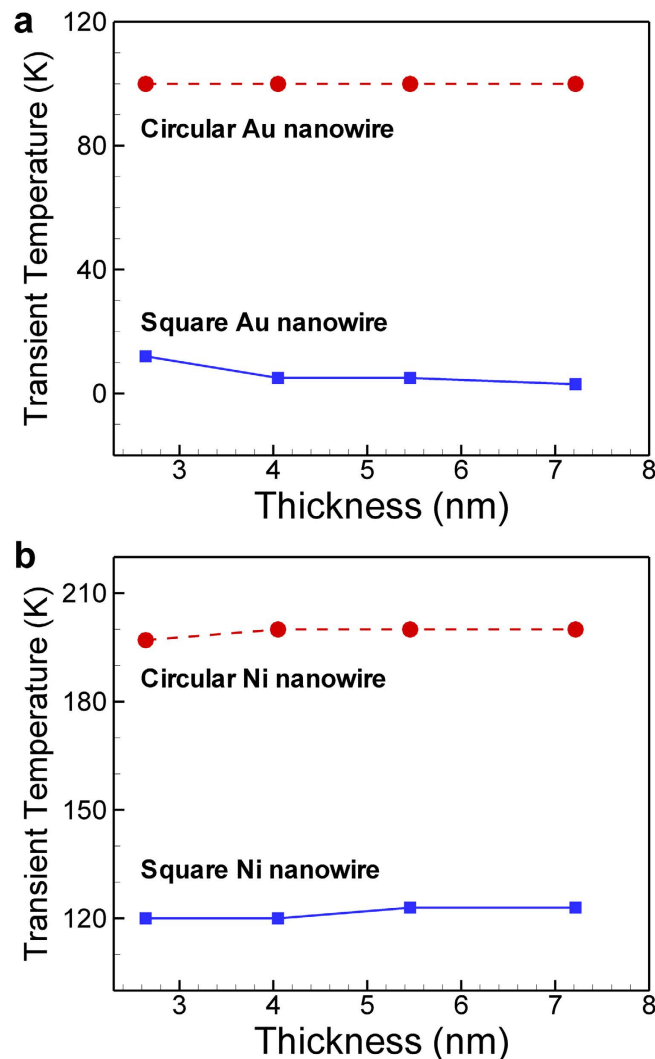 a
120
80
40
0
Transient Temperature (K)
Circular Au nanowire
Square Au nanowire
3 4 5 6 7 8
Thickness (nm)
b
210
180
150
120
Transient Temperature (K)
Circular Ni nanowire
Square Ni nanowire
3 4 5 6 7 8
Thickness (nm)